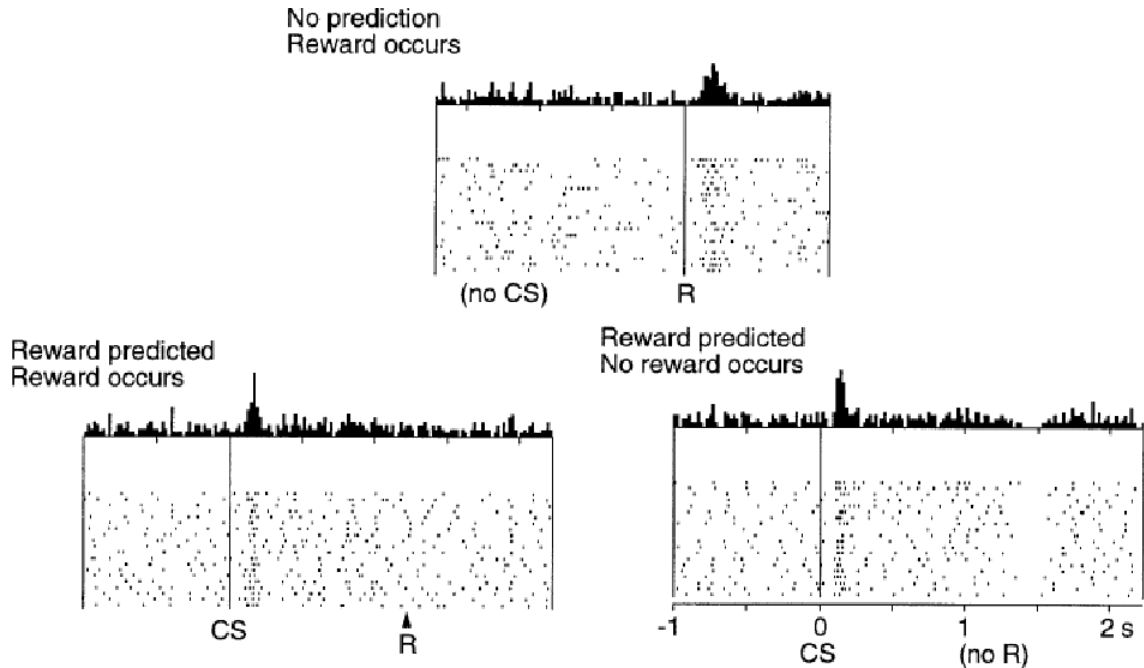 No prediction
Reward occurs
(no CS)
R
Reward predicted
Reward occurs
CS
R
Reward predicted
No reward occurs
-1
0
1
2 s
CS
(no R)